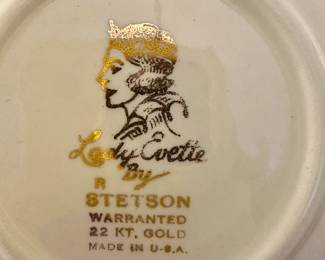 Lady Evette
By
R
STETSON
WARRANTED
22 KT. GOLD
MADE IN U.S.A.